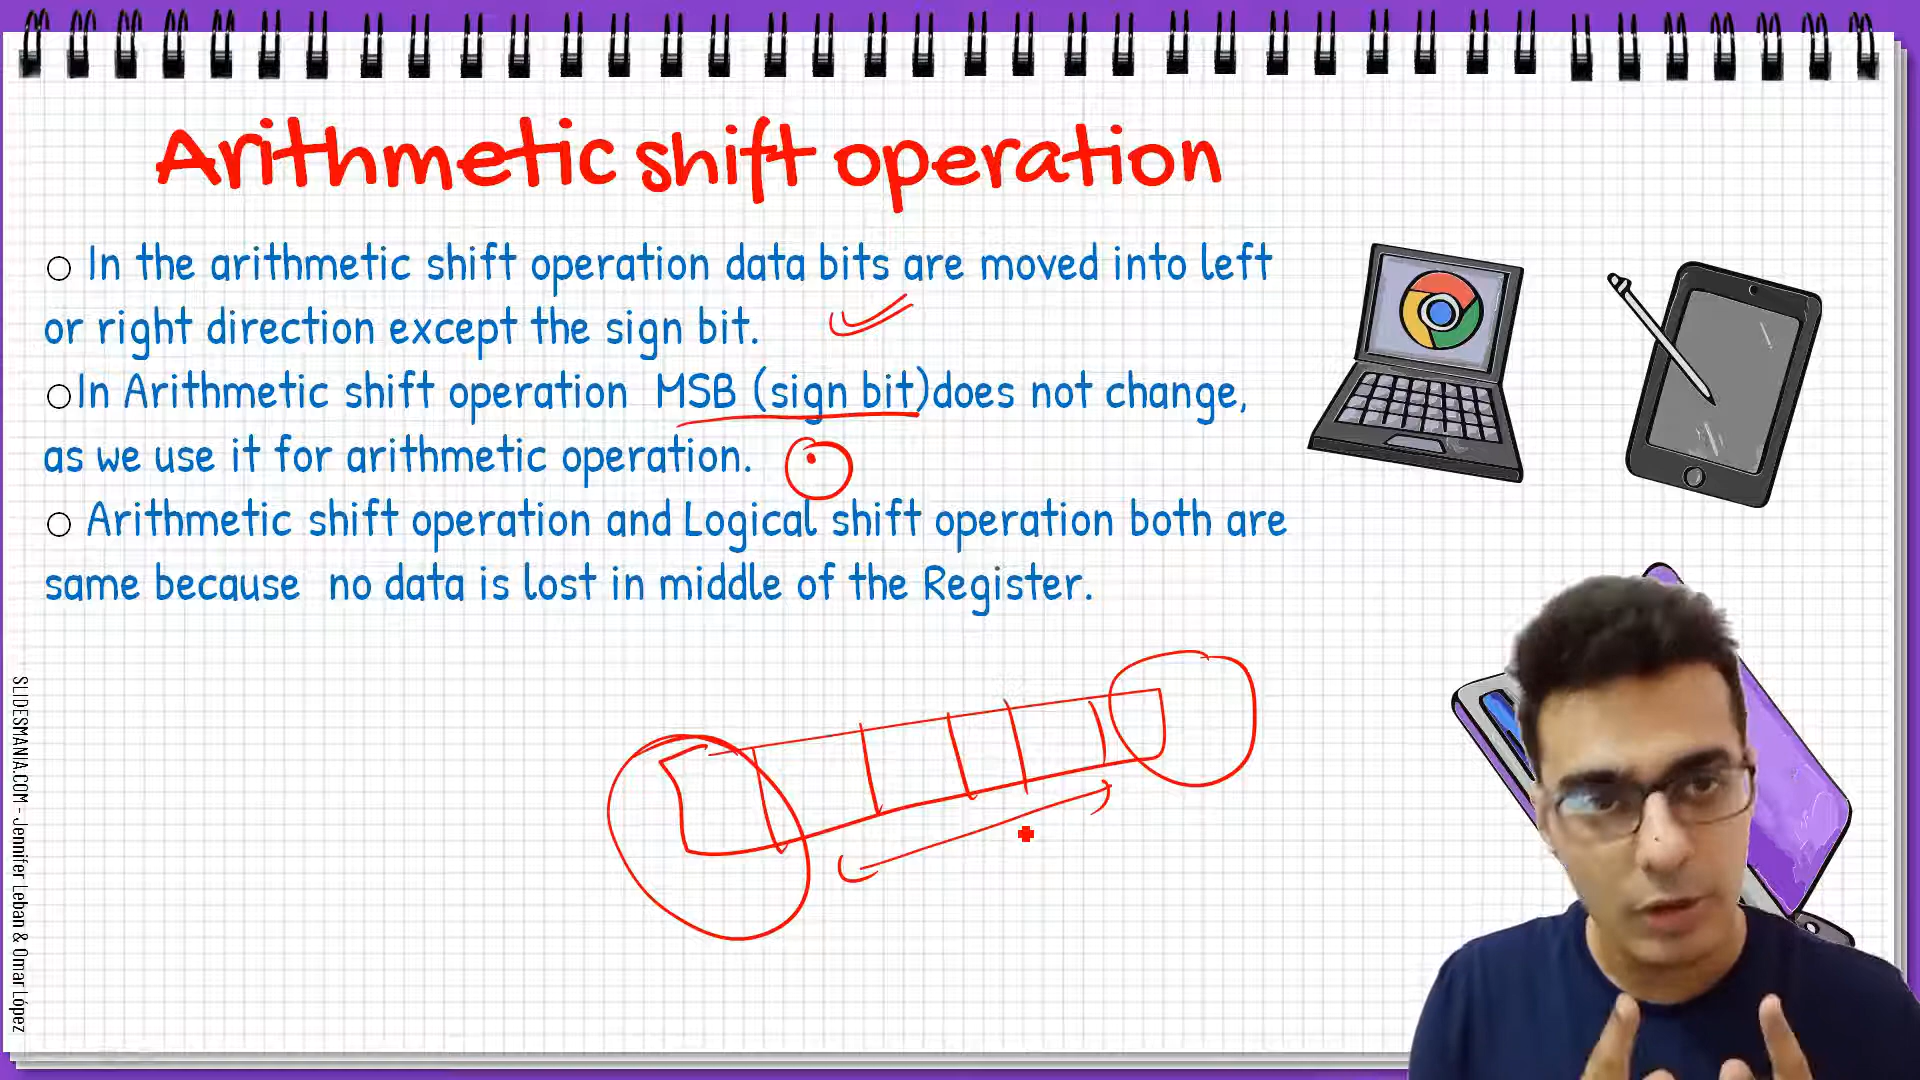 Arithmetic shift operation
In the arithmetic shift operation data bits are moved into left
or right direction except the sign bit.
In Arithmetic shift operation MSB (sign bit)does not change,
as we use it for arithmetic operation.
Arithmetic shift operation and Logical shift operation both are
same because no data is lost in middle of the Register.
SLIDESMANIA.COM - Jennifer Leban & Omar López